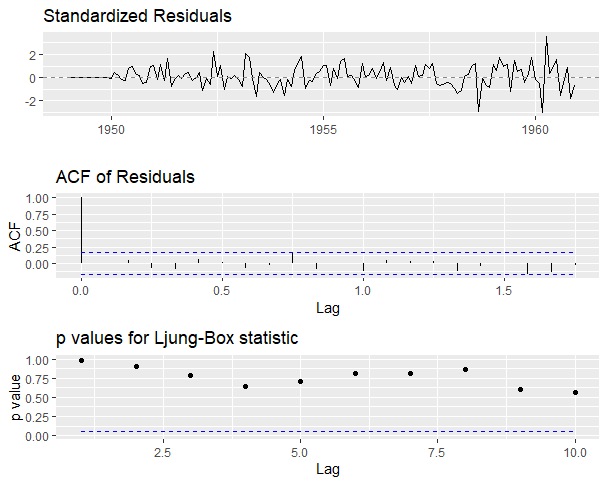 Standardized Residuals
2
0
-2
1950 1955 1960
ACF of Residuals
1.00
0.75
0.50
0.25
0.00
ACF
0.0 0.5 1.0 1.5
Lag
p values for Ljung-Box statistic
1.00
0.75
0.50
0.25
0.00
p value
2.5 5.0 7.5 10.0
Lag